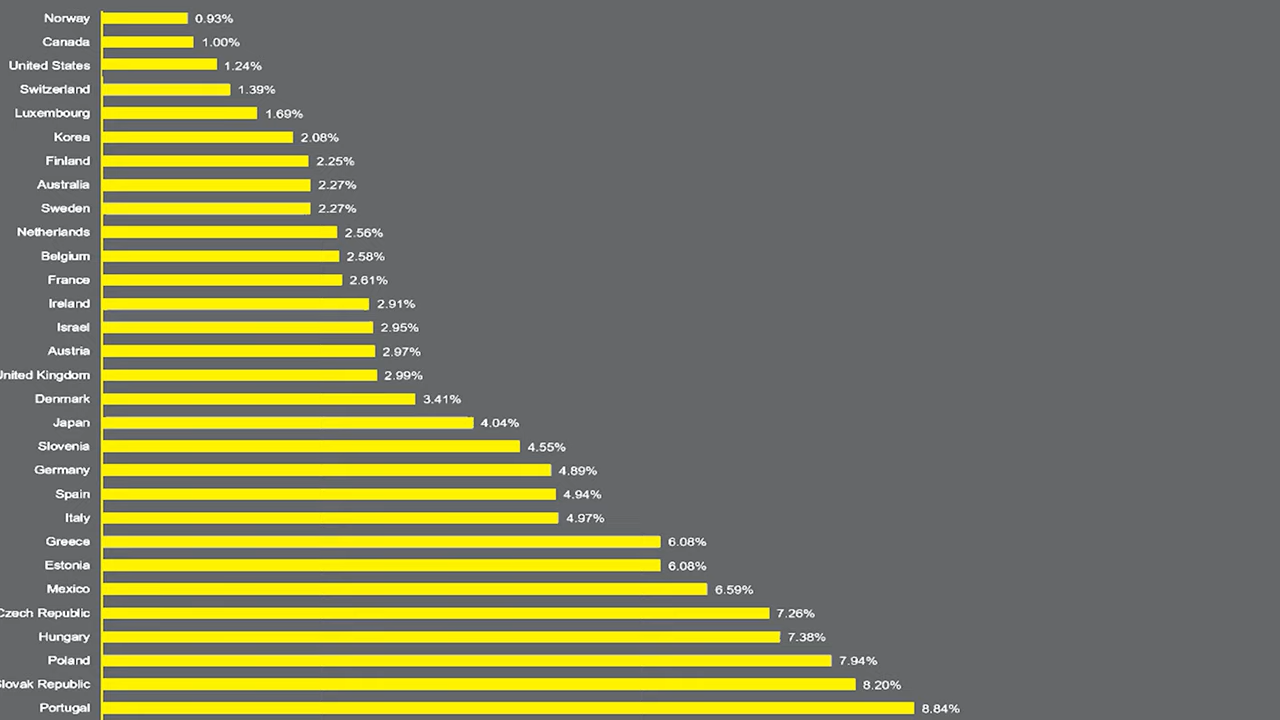 Norway 0.93%
Canada 1.00%
United States 1.24%
Switzerland 1.39%
Luxembourg 1.69%
Korea 2.08%
Finland 2.25%
Australia 2.27%
Sweden 2.27%
Netherlands 2.56%
Belgium 2.58%
France 2.61%
Ireland 2.91%
Israel 2.95%
Austria 2.97%
United Kingdom 2.99%
Denmark 3.41%
Japan 4.04%
Slovenia 4.55%
Germany 4.89%
Spain 4.94%
Italy 4.97%
Greece 6.08%
Estonia 6.08%
Mexico 6.59%
Czech Republic 7.26%
Hungary 7.38%
Poland 7.94%
Slovak Republic 8.20%
Portugal 8.84%